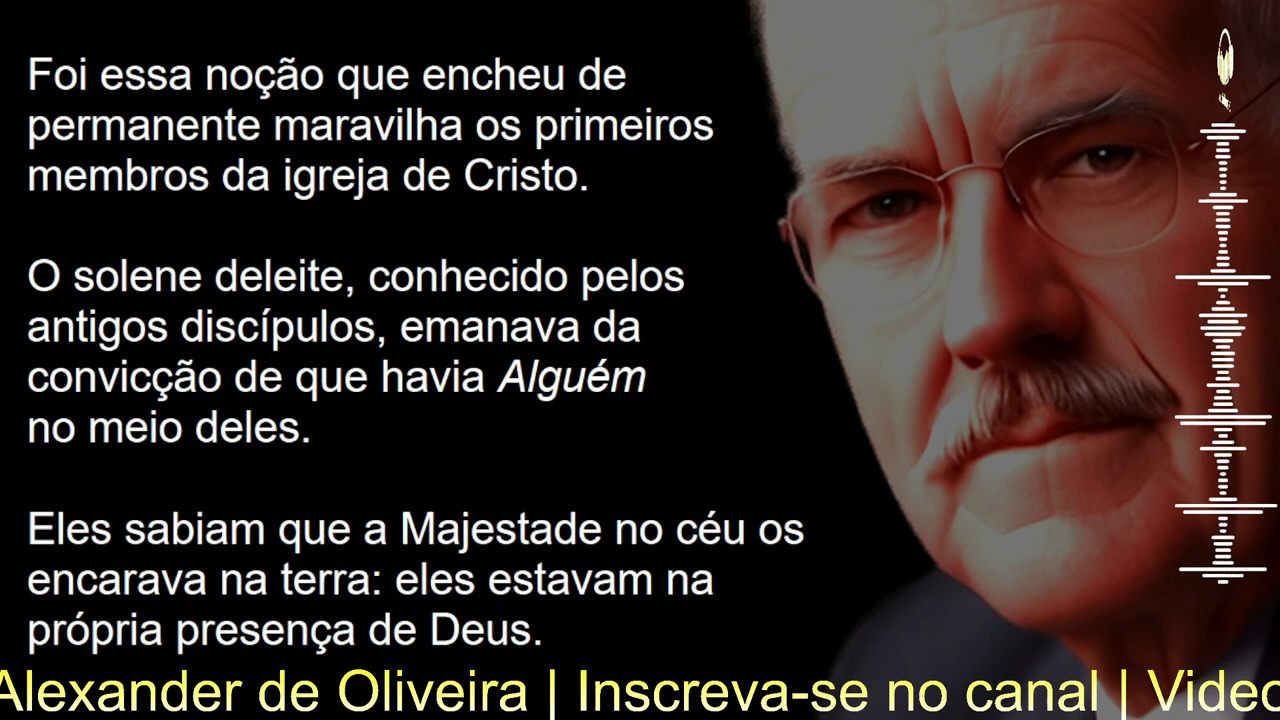 Foi essa noção que encheu de
permanente maravilha os primeiros
membros da igreja de Cristo.
O solene deleite, conhecido pelos
antigos discípulos, emanava da
convicção de que havia Alguém
no meio deles.
Eles sabiam que a Majestade no céu os
encarava na terra: eles estavam na
própria presença de Deus.
Alexander de Oliveira | Inscreva-se no canal | Video